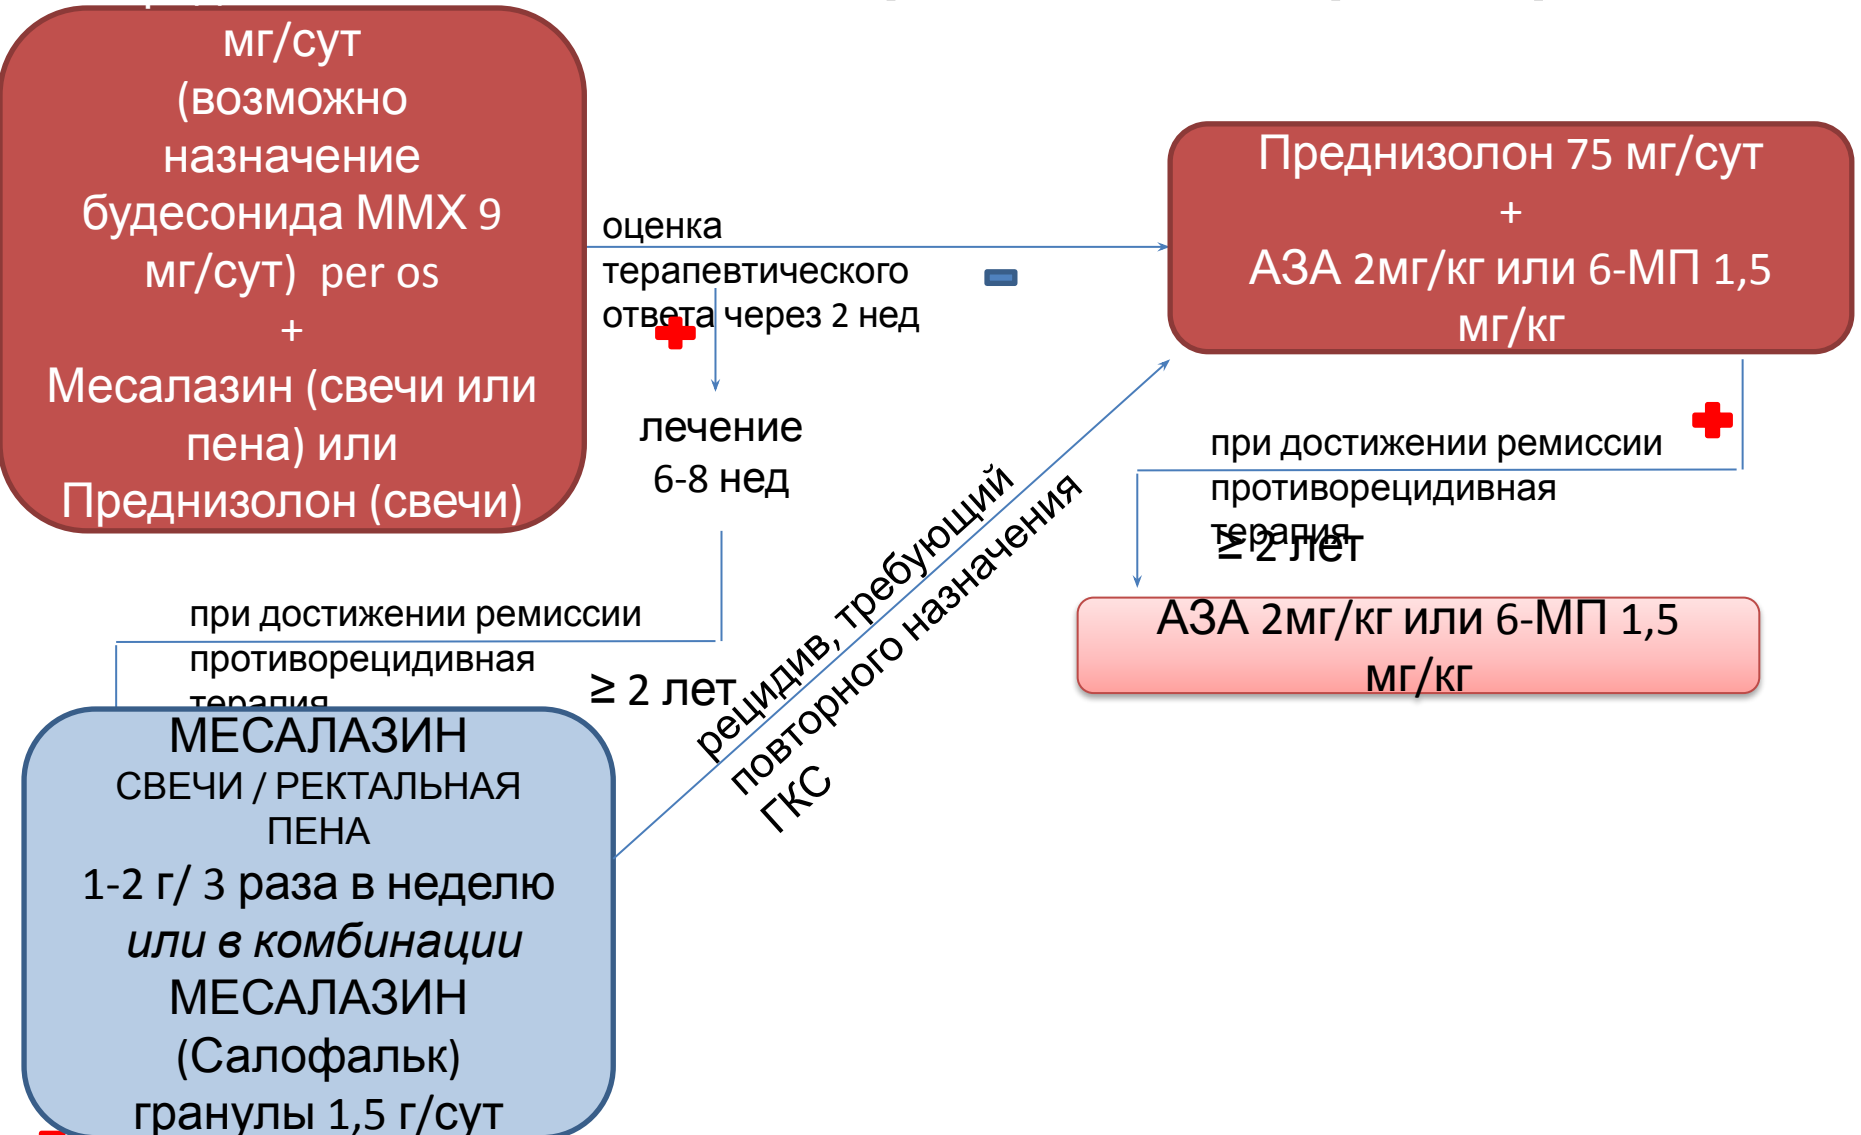 мг/сут
(возможно
назначение
будесонида ММХ 9
мг/сут) per os
+
Месалазин (свечи или
пена) или
Преднизолон (свечи)
оценка
терапевтического
ответа через 2 нед
Преднизолон 75 мг/сут
+
АЗА 2мг/кг или 6-МП 1,5
мг/кг
лечение
6-8 нед
при достижении ремиссии
противорецидивная
терапия
≥ 2 лет
АЗА 2мг/кг или 6-МП 1,5
мг/кг
рецидив, требующий
повторного назначения
ГКС
при достижении ремиссии
противорецидивная
терапия
≥ 2 лет
МЕСАЛАЗИН
СВЕЧИ / РЕКТАЛЬНАЯ
ПЕНА
1-2 г/ 3 раза в неделю
или в комбинации
МЕСАЛАЗИН
(Салофальк)
гранулы 1,5 г/сут